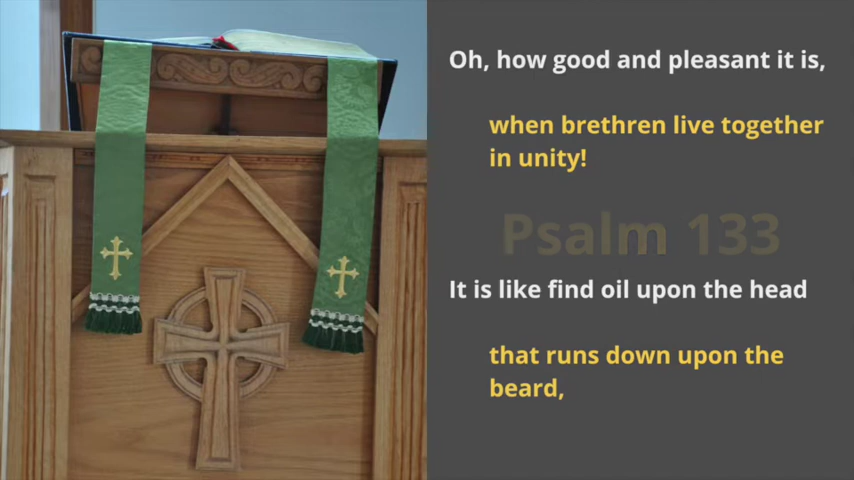 Oh, how good and pleasant it is,
when brethren live together
in unity!
Psalm 133
It is like find oil upon the head
that runs down upon the
beard,